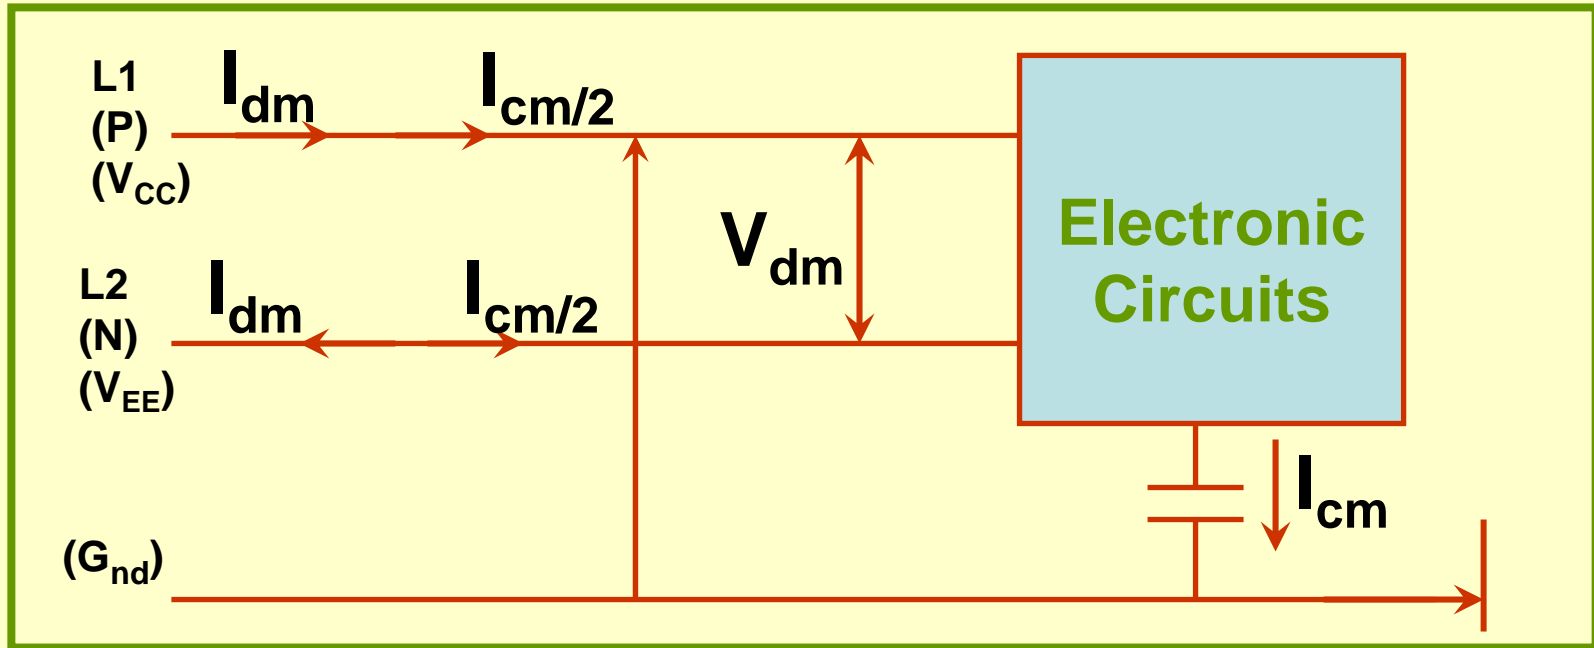 L1
(P)
(VCC)
Idm
Icm/2
L2
(N)
(VEE)
Idm
Icm/2
Vdm
Electronic
Circuits
Icm
(Gnd)